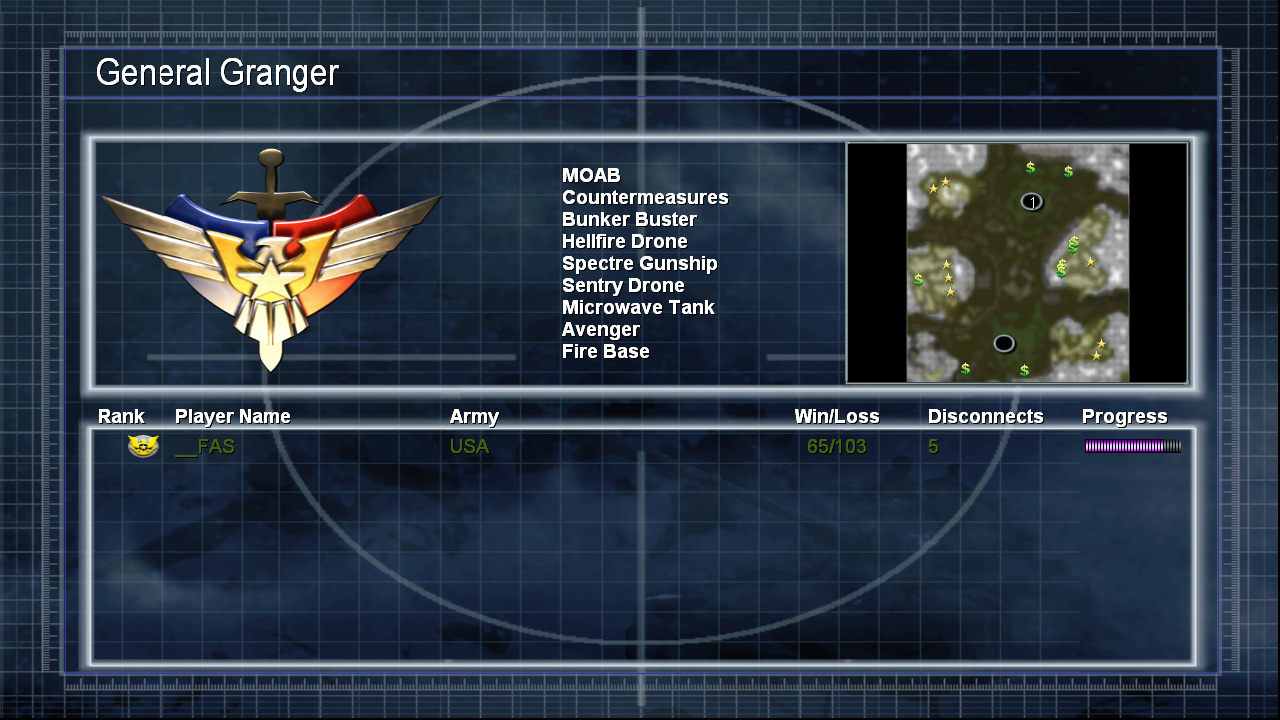 General Granger
MOAB
Countermeasures
Bunker Buster
Hellfire Drone
Spectre Gunship
Sentry Drone
Microwave Tank
Avenger
Fire Base
1
Rank Player Name Army Win/Loss Disconnects Progress
__FAS USA 65/103 5